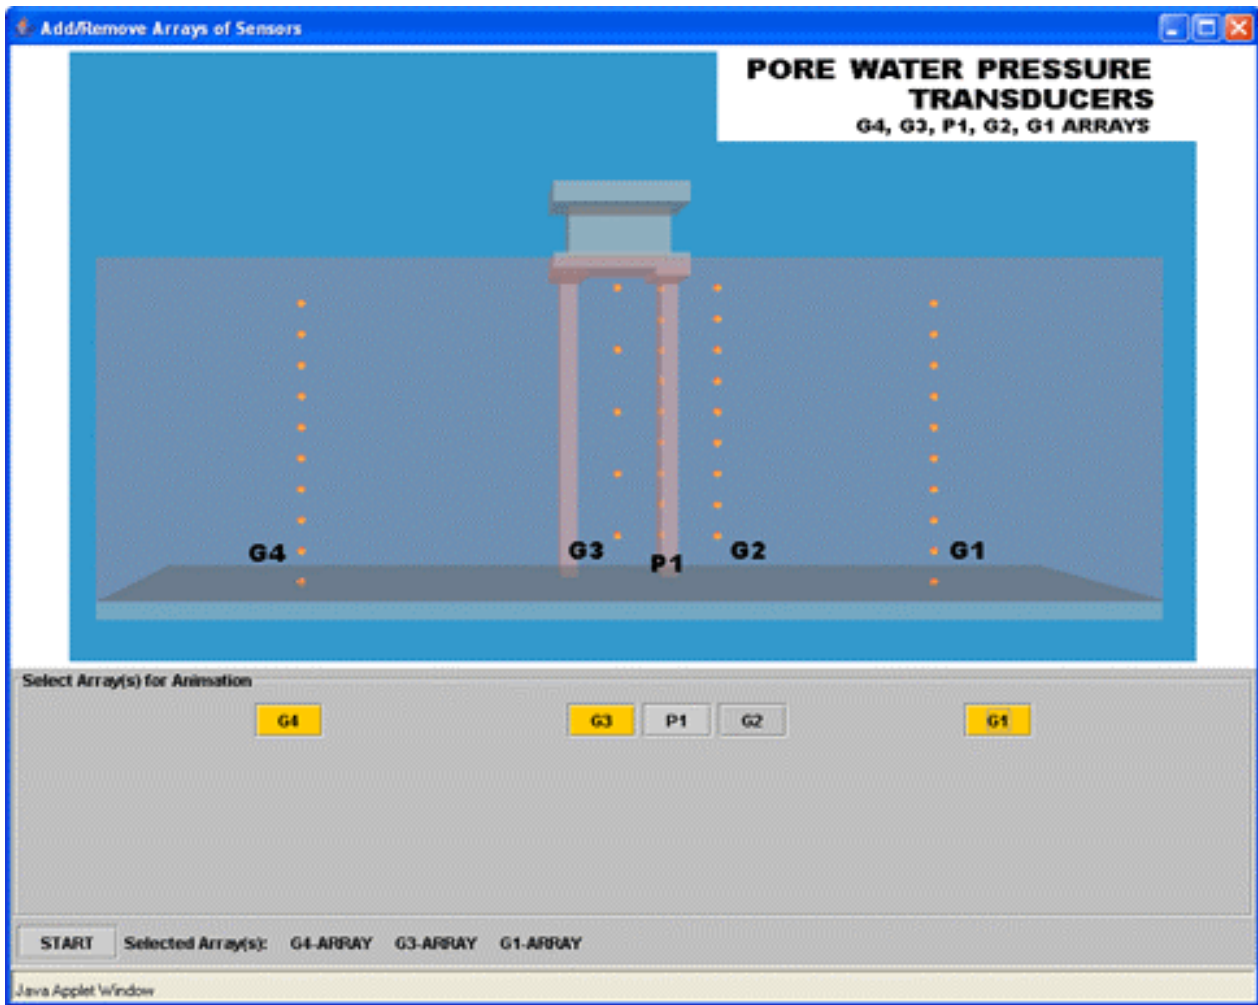 Add/Remove Arrays of Sensors
PORE WATER PRESSURE
TRANSDUCERS
G4, G3, P1, G2, G1 ARRAYS
G4
G3
P1
G2
G1
Select Array(s) for Animation
G4
G3
P1
G2
G1
START
Selected Array(s): G4-ARRAY G3-ARRAY G1-ARRAY
Java Applet Window